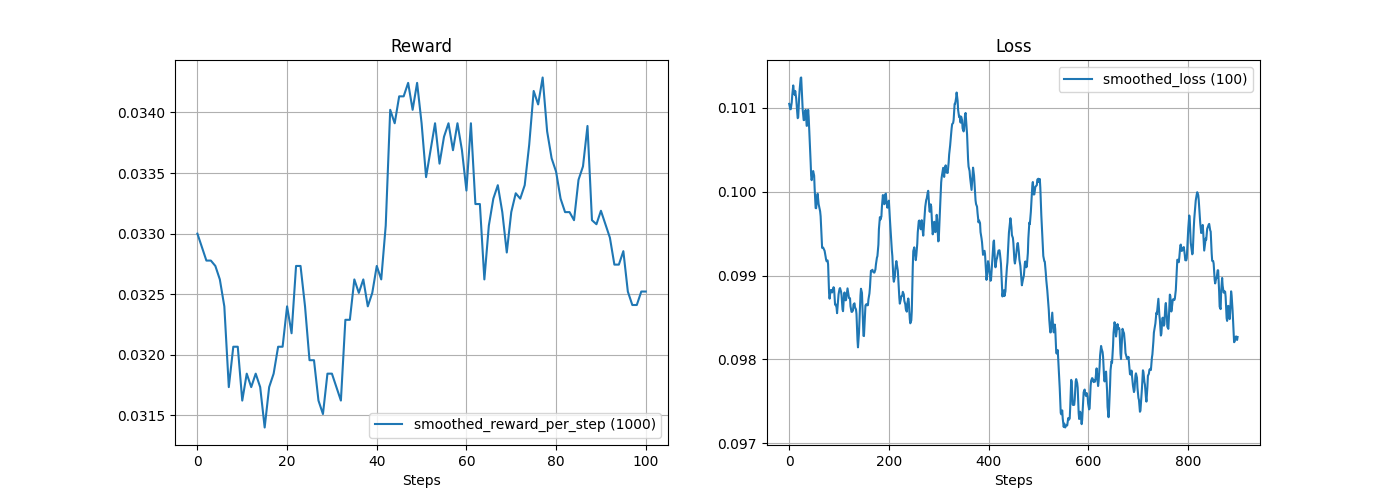 Reward
0.0340
0.0335
0.0330
0.0325
0.0320
0.0315
smoothed_reward_per_step (1000)
0 20 40 60 80 100
Steps
Loss
smoothed_loss (100)
0.101
0.100
0.099
0.098
0.097
0 200 400 600 800
Steps